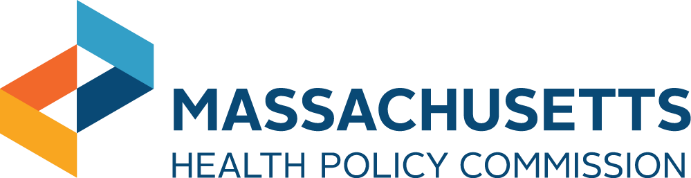 MASSACHUSETTS
HEALTH POLICY COMMISSION